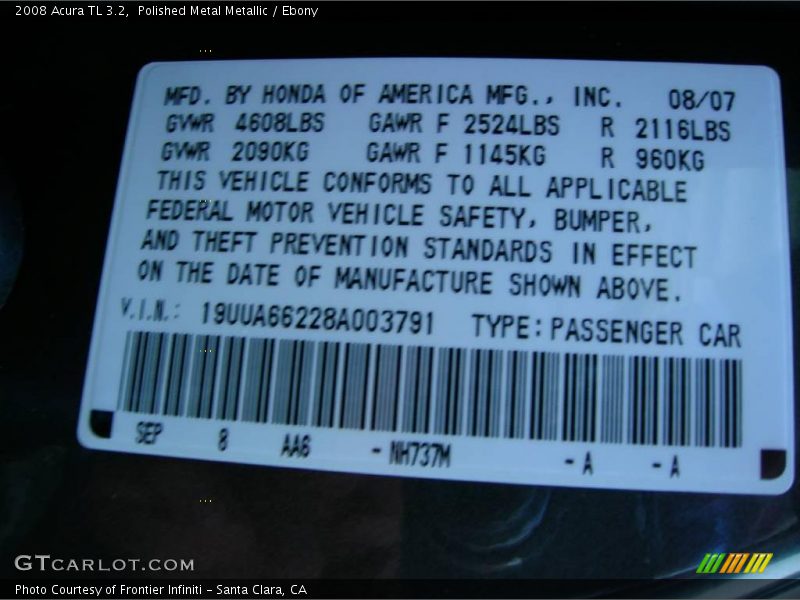 2008 Acura TL 3.2,  Polished Metal Metallic / Ebony
MFD. BY HONDA OF AMERICA MFG., INC. 08/07
GVWR 4608LBS GAWR F 2524LBS R 2116LBS
GVWR 2090KG GAWR F 1145KG R 960KG
THIS VEHICLE CONFORMS TO ALL APPLICABLE
FEDERAL MOTOR VEHICLE SAFETY, BUMPER,
AND THEFT PREVENTION STANDARDS IN EFFECT
ON THE DATE OF MANUFACTURE SHOWN ABOVE.
V.I.N.: 19UUA66228A003791 TYPE: PASSENGER CAR
SEP 8 AA6 - NH737M - A - A
GTCARLOT.COM
Photo Courtesy of Frontier Infiniti - Santa Clara, CA